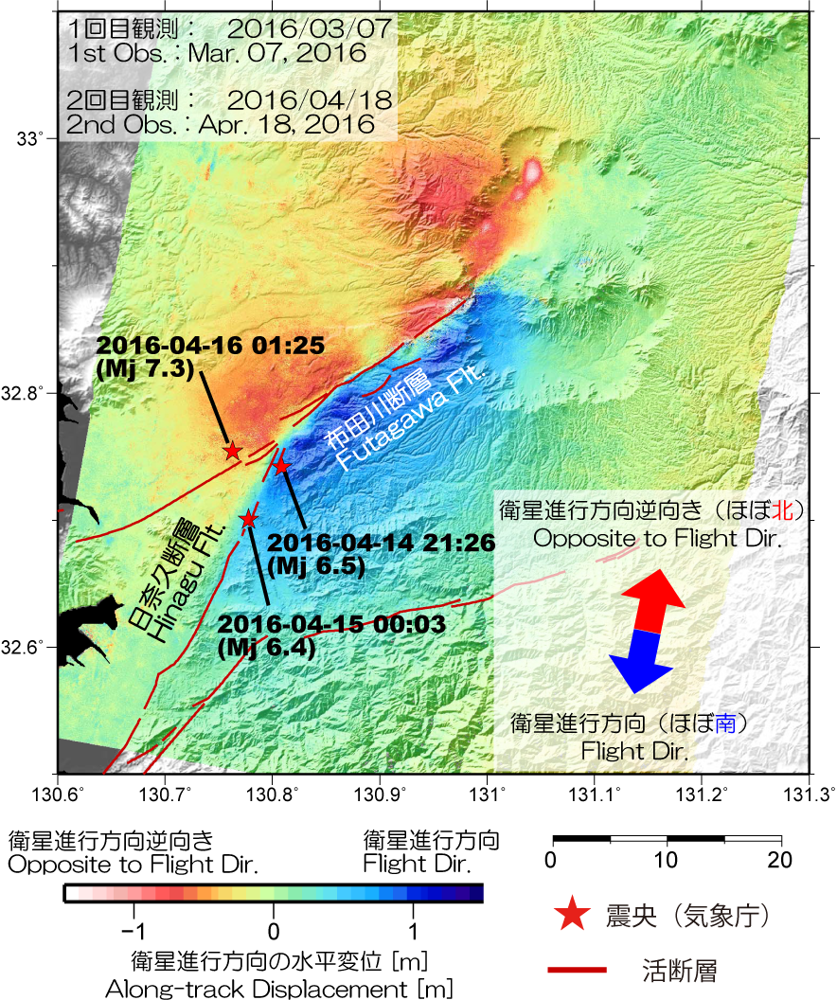 1回目観測： 2016/03/07
1st Obs. : Mar. 07, 2016
2回目観測： 2016/04/18
2nd Obs. : Apr. 18, 2016
33°
32.8°
32.6°
2016-04-16 01:25
(Mj 7.3)
布田川断層
Futagawa Flt.
日奈久断層
Hinagu Flt.
2016-04-14 21:26
(Mj 6.5)
2016-04-15 00:03
(Mj 6.4)
衛星進行方向逆向き（ほぼ北）
Opposite to Flight Dir.
衛星進行方向（ほぼ南）
Flight Dir.
130.6° 130.7° 130.8° 130.9° 131° 131.1° 131.2° 131.3°
衛星進行方向逆向き 衛星進行方向
Opposite to Flight Dir. Flight Dir.
−1 0 1
衛星進行方向の水平変位 [m]
Along-track Displacement [m]
0 10 20
震央（気象庁）
活断層